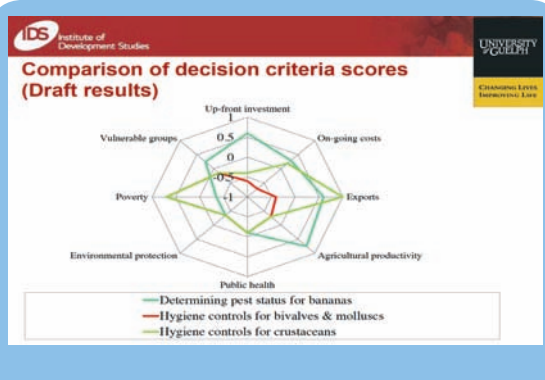 IDS Institute of
Development Studies
UNIVERSITY
OF GUELPH
CHANGING LIVES
IMPROVING LIFE
Comparison of decision criteria scores
(Draft results)
Up-front investment
1
Vulnerable groups
0.5
On-going costs
0
-0.5
Poverty
-1
Exports
Environmental protection
Agricultural productivity
Public health
Determining pest status for bananas
Hygiene controls for bivalves & molluscs
Hygiene controls for crustaceans